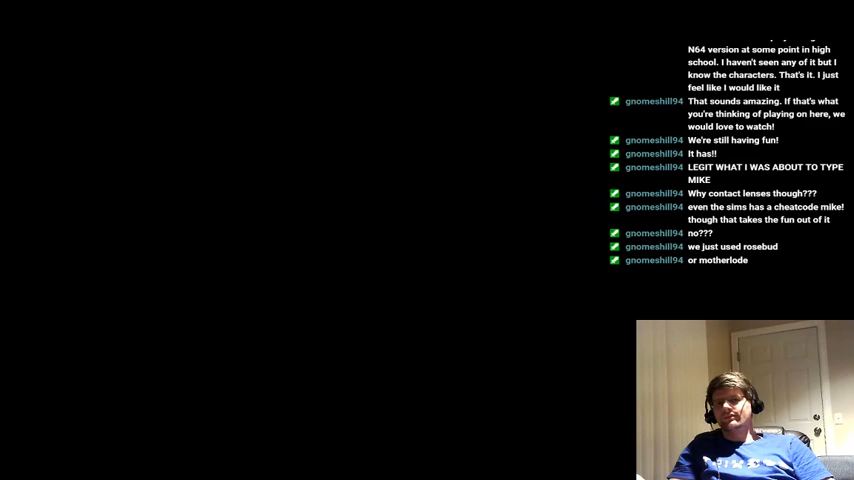 N64 version at some point in high
school. I haven't seen any of it but I
know the characters. That's it. I just
feel like I would like it
gnomeshill94 That sounds amazing. If that's what
you're thinking of playing on here, we
would love to watch!
gnomeshill94 We're still having fun!
gnomeshill94 It has!!
gnomeshill94 LEGIT WHAT I WAS ABOUT TO TYPE
MIKE
gnomeshill94 Why contact lenses though???
gnomeshill94 even the sims has a cheatcode mike!
though that takes the fun out of it
gnomeshill94 no???
gnomeshill94 we just used rosebud
gnomeshill94 or motherlode